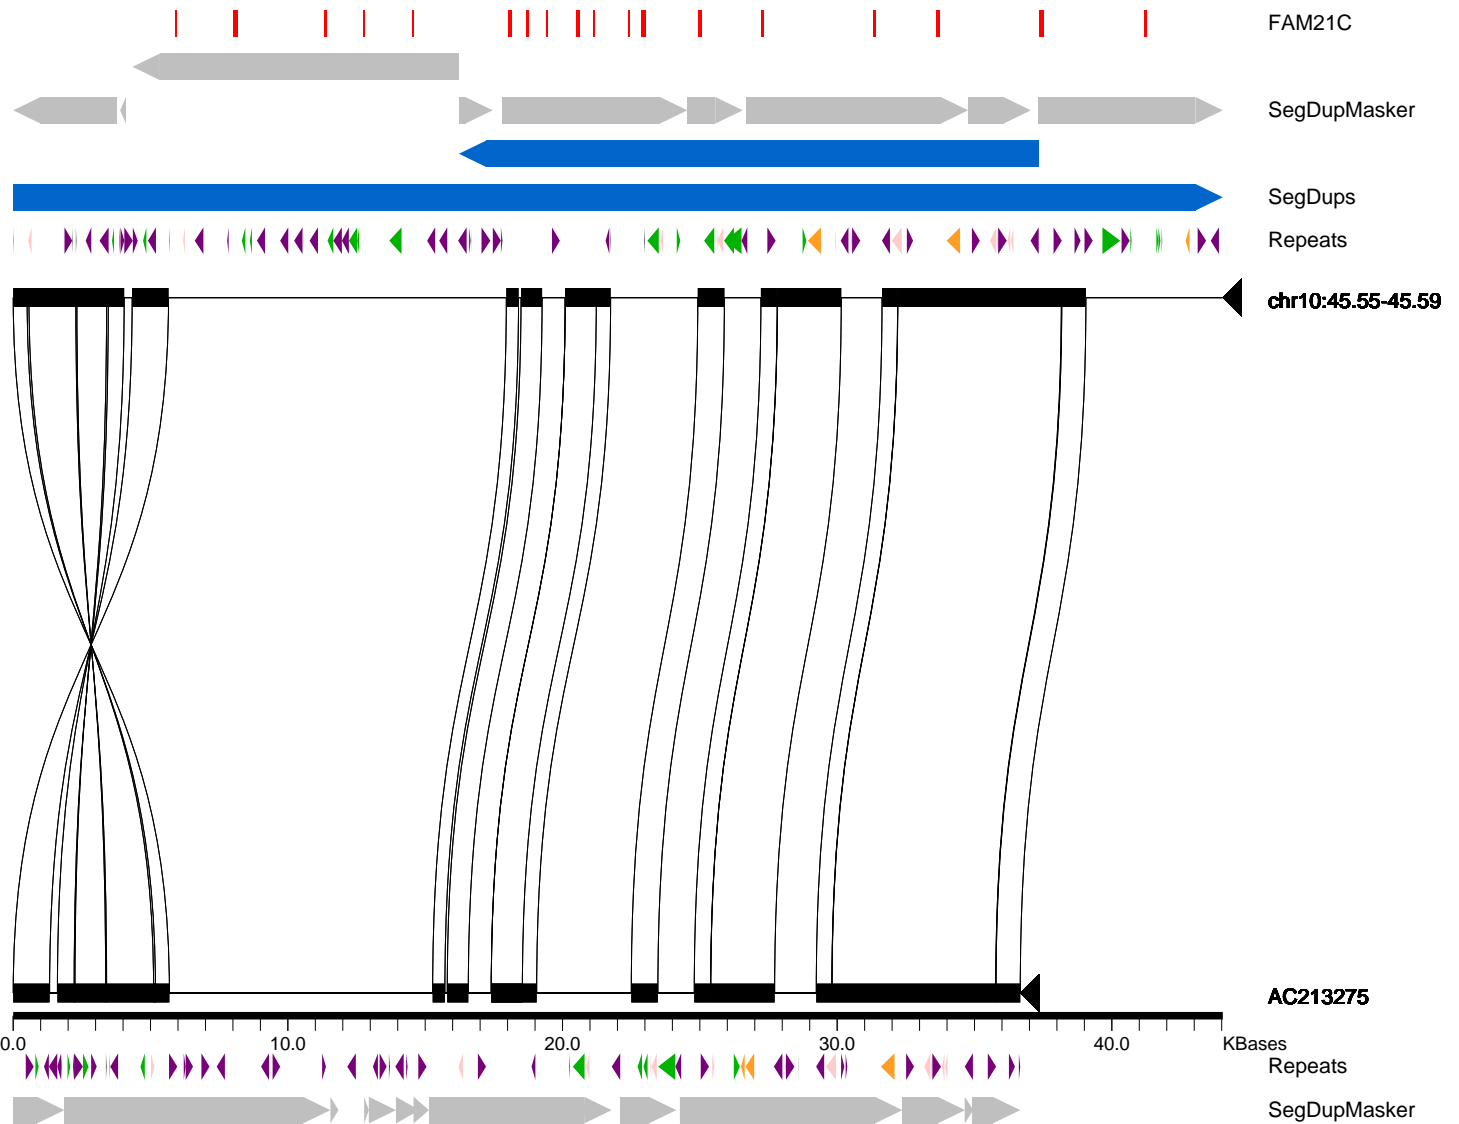 FAM21C
SegDupMasker
SegDups
Repeats
chr10:45.55-45.59
AC213275
0.0 10.0 20.0 30.0 40.0 KBases
Repeats
SegDupMasker